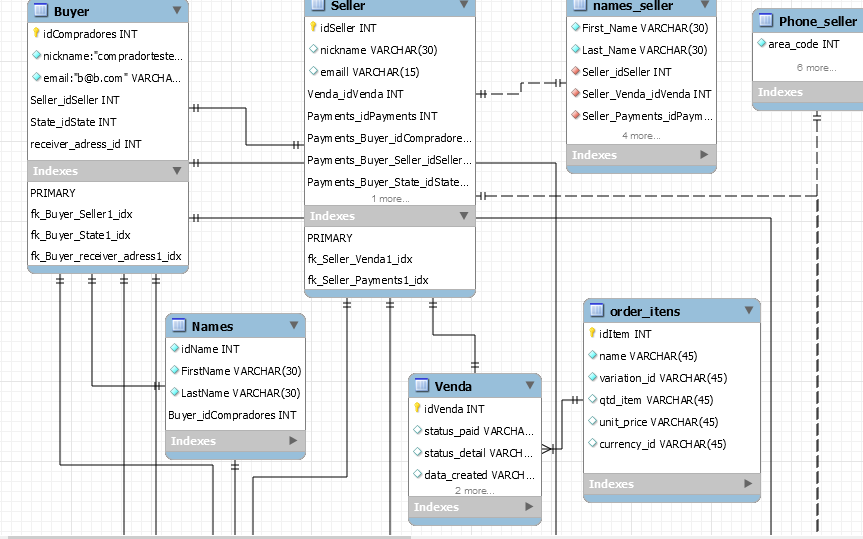 Buyer
idCompradores INT
nickname:"compradorteste...
email:"b@b.com" VARCHA...
Seller_idSeller INT
State_idState INT
receiver_adress_id INT
Indexes
PRIMARY
fk_Buyer_Seller1_idx
fk_Buyer_State1_idx
fk_Buyer_receiver_adress1_idx
Seller
idSeller INT
nickname VARCHAR(30)
emaill VARCHAR(15)
Venda_idVenda INT
Payments_idPayments INT
Payments_Buyer_idCompradore...
Payments_Buyer_Seller_idSeller...
Payments_Buyer_State_idState...
1 more...
Indexes
PRIMARY
fk_Seller_Venda1_idx
fk_Seller_Payments1_idx
names_seller
First_Name VARCHAR(30)
Last_Name VARCHAR(30)
Seller_idSeller INT
Seller_Venda_idVenda INT
Seller_Payments_idPaym...
4 more...
Indexes
Phone_seller
area_code INT
6 more...
Indexes
Names
idName INT
FirstName VARCHAR(30)
LastName VARCHAR(30)
Buyer_idCompradores INT
Indexes
Venda
idVenda INT
status_paid VARCHA...
status_detail VARCH...
data_created VARCH...
2 more...
Indexes
order_itens
idItem INT
name VARCHAR(45)
variation_id VARCHAR(45)
qtd_item VARCHAR(45)
unit_price VARCHAR(45)
currency_id VARCHAR(45)
Indexes